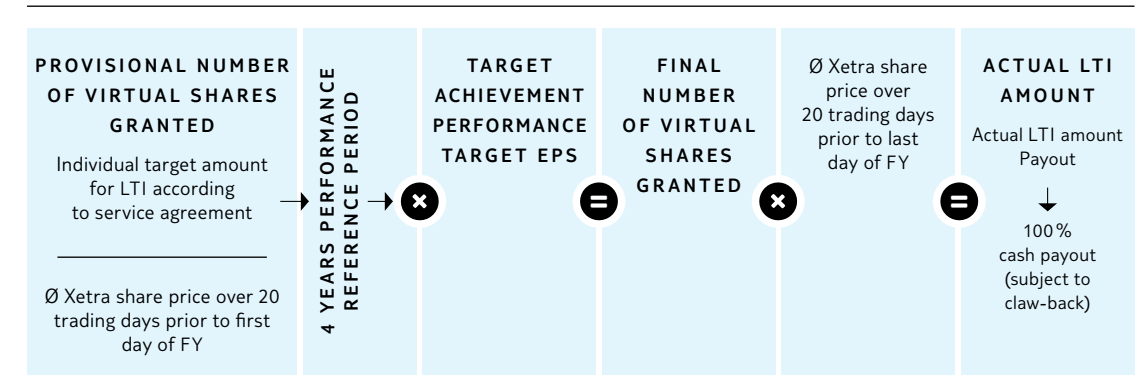 PROVISIONAL NUMBER
OF VIRTUAL SHARES
GRANTED
Individual target amount
for LTI according
to service agreement
Ø Xetra share price over 20
trading days prior to first
day of FY
4 YEARS PERFORMANCE
REFERENCE PERIOD
×
TARGET
ACHIEVEMENT
PERFORMANCE
TARGET EPS
=
FINAL
NUMBER
OF VIRTUAL
SHARES
GRANTED
×
Ø Xetra share
price over
20 trading days
prior to last
day of FY
=
ACTUAL LTI
AMOUNT
Actual LTI amount
Payout
100 %
cash payout
(subject to
claw-back)